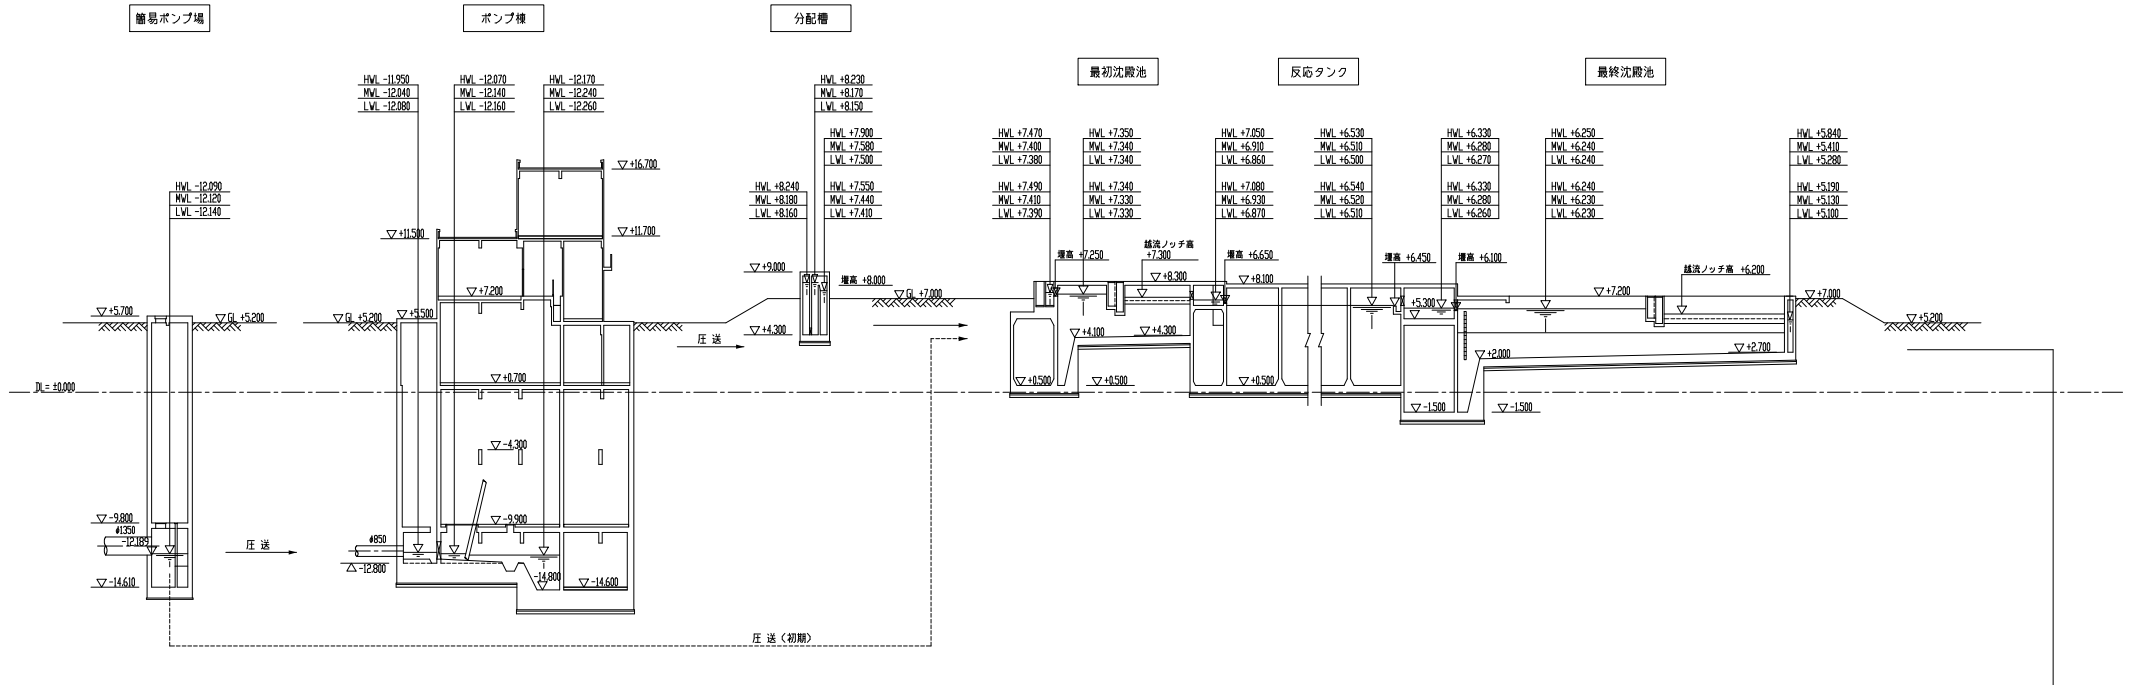 簡易ポンプ場
ポンプ棟
分配槽
最初沈殿池
反応タンク
最終沈殿池
HWL -12.090
MWL -12.120
LWL -12.140
HWL -11.950
MWL -12.040
LWL -12.080
HWL -12.070
MWL -12.140
LWL -12.160
HWL -12.170
MWL -12.240
LWL -12.260
HWL +8.230
MWL +8.170
LWL +8.150
HWL +7.900
MWL +7.580
LWL +7.500
HWL +8.240
MWL +8.180
LWL +8.160
HWL +7.550
MWL +7.440
LWL +7.410
HWL +7.470
MWL +7.400
LWL +7.380
HWL +7.490
MWL +7.410
LWL +7.390
HWL +7.350
MWL +7.340
LWL +7.340
HWL +7.340
MWL +7.330
LWL +7.330
HWL +7.050
MWL +6.910
LWL +6.860
HWL +7.080
MWL +6.930
LWL +6.870
HWL +6.530
MWL +6.510
LWL +6.500
HWL +6.540
MWL +6.520
LWL +6.510
HWL +6.330
MWL +6.280
LWL +6.270
HWL +6.330
MWL +6.280
LWL +6.260
HWL +6.250
MWL +6.240
LWL +6.240
HWL +6.240
MWL +6.230
LWL +6.230
HWL +5.840
MWL +5.410
LWL +5.280
HWL +5.190
MWL +5.130
LWL +5.100
+16.700
+11.500
+11.700
+7.200
+5.700
GL +5.200
GL +5.200
+5.500
+9.000
堰高 +8.000
GL +7.000
+4.300
圧 送
堰高 +7.250
越流ノッチ高
+7.300
堰高 +6.650
+8.300
+8.100
堰高 +6.450
堰高 +6.100
+5.300
越流ノッチ高 +6.200
+7.200
+7.000
+5.200
+4.100
+4.300
+2.000
+2.700
DL= ±0.000
+0.700
+0.500
+0.500
+0.500
-1.500
-1.500
-4.300
-9.800
φ1350
-12.189
-14.610
圧 送
-9.900
φ850
-12.800
-14.800
-14.600
圧 送（初期）